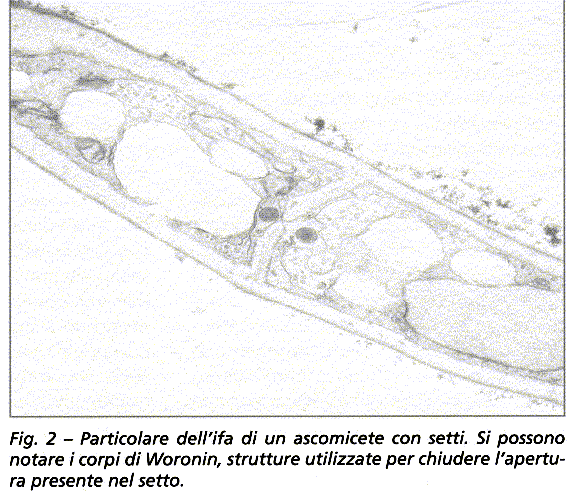 Fig. 2 – Particolare dell'ifa di un ascomicete con setti. Si possono
notare i corpi di Woronin, strutture utilizzate per chiudere l'apertu-
ra presente nel setto.